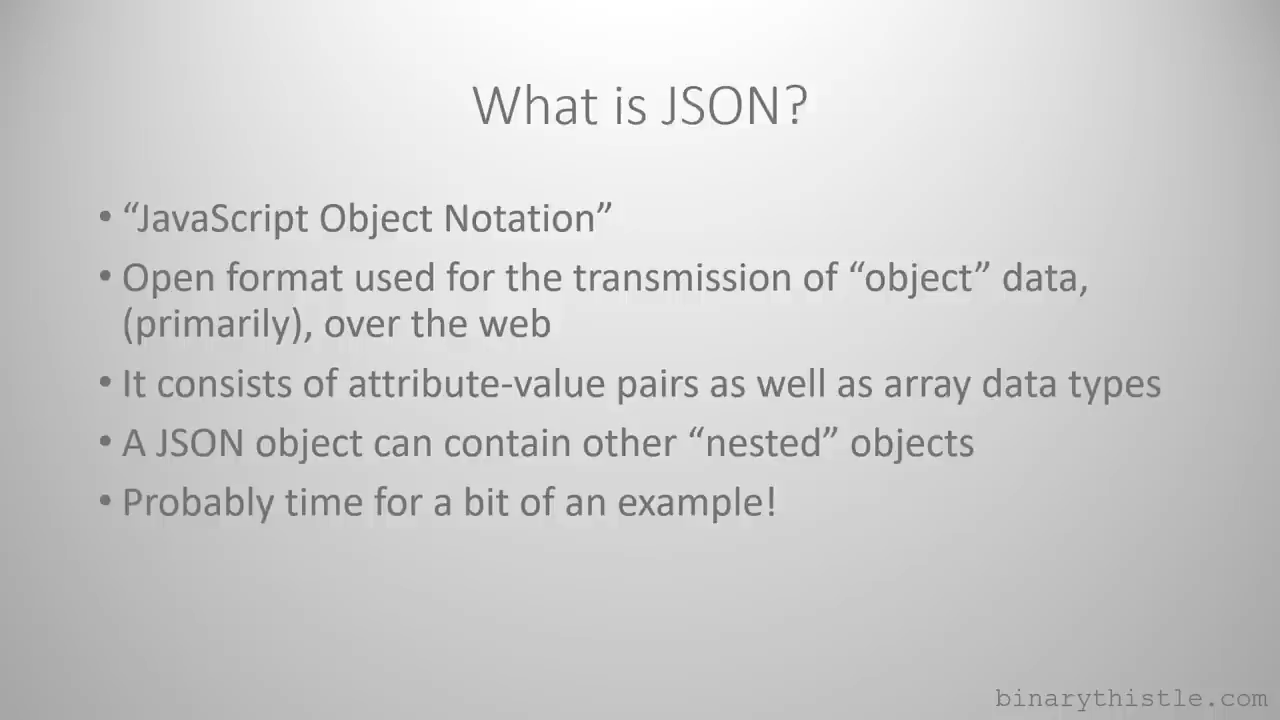 What is JSON?
• “JavaScript Object Notation”
• Open format used for the transmission of “object” data,
(primarily), over the web
• It consists of attribute-value pairs as well as array data types
• A JSON object can contain other “nested” objects
• Probably time for a bit of an example!
binarythistle.com